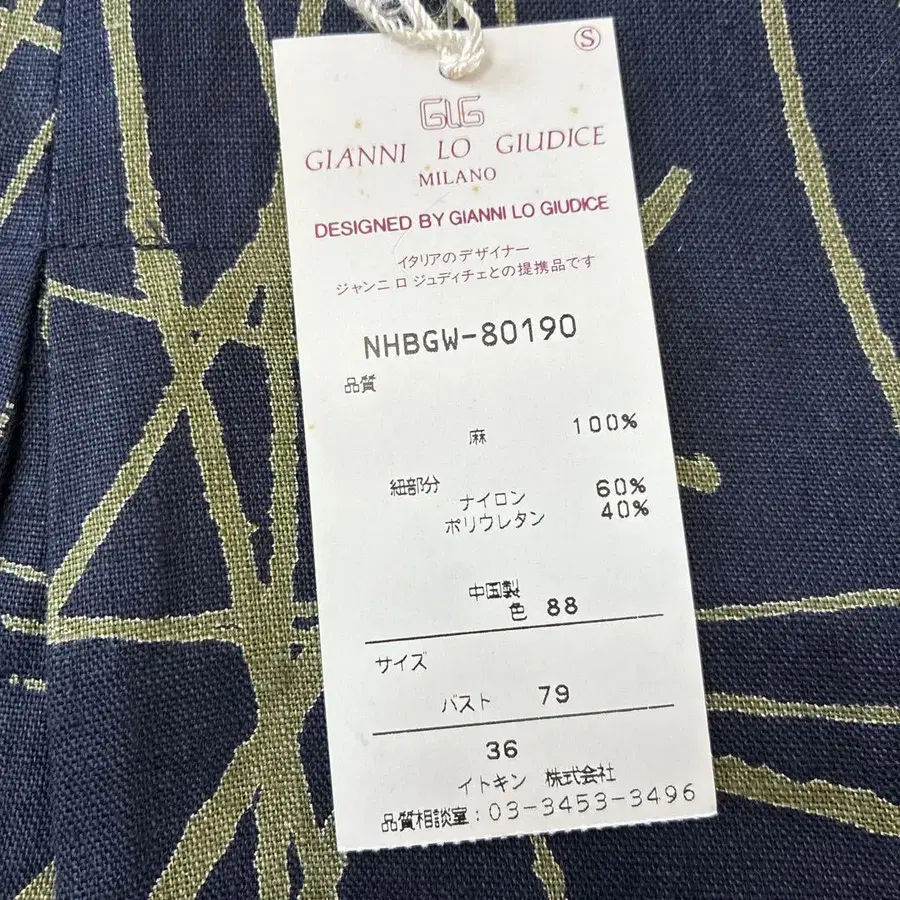 S
GLG
GIANNI LO GIUDICE
MILANO
DESIGNED BY GIANNI LO GIUDICE
イタリアのデザイナー
ジャンニ ロ ジュディチェとの提携品です
NHBGW-80190
品質
麻 100%
紐部分
ナイロン 60%
ポリウレタン 40%
中国製
色 88
サイズ
バスト 79
36
イトキン 株式会社
品質相談室:03-3453-3496